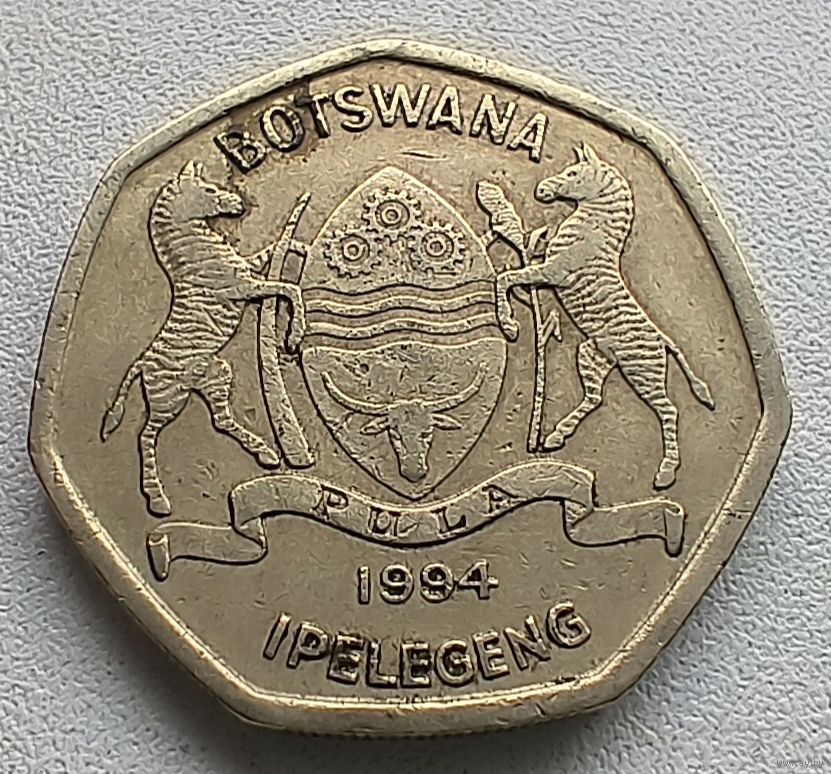 BOTSWANA
PULA
1994
IPELEGENG